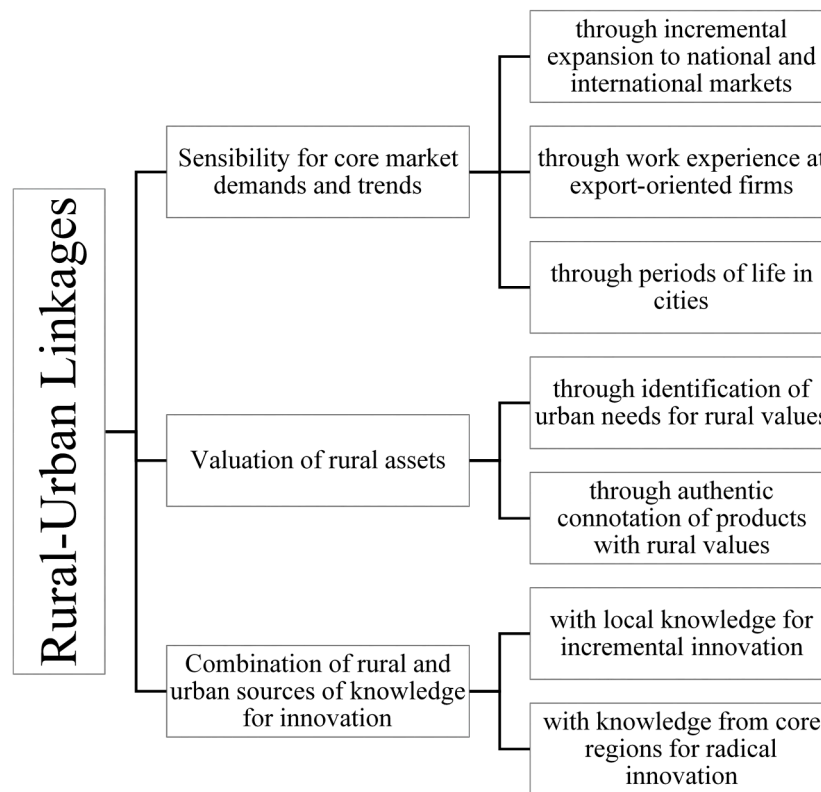 Rural-Urban Linkages
Sensibility for core market
demands and trends
through incremental
expansion to national and
international markets
through work experience at
export-oriented firms
through periods of life in
cities
Valuation of rural assets
through identification of
urban needs for rural values
through authentic
connotation of products
with rural values
Combination of rural and
urban sources of knowledge
for innovation
with local knowledge for
incremental innovation
with knowledge from core
regions for radical
innovation